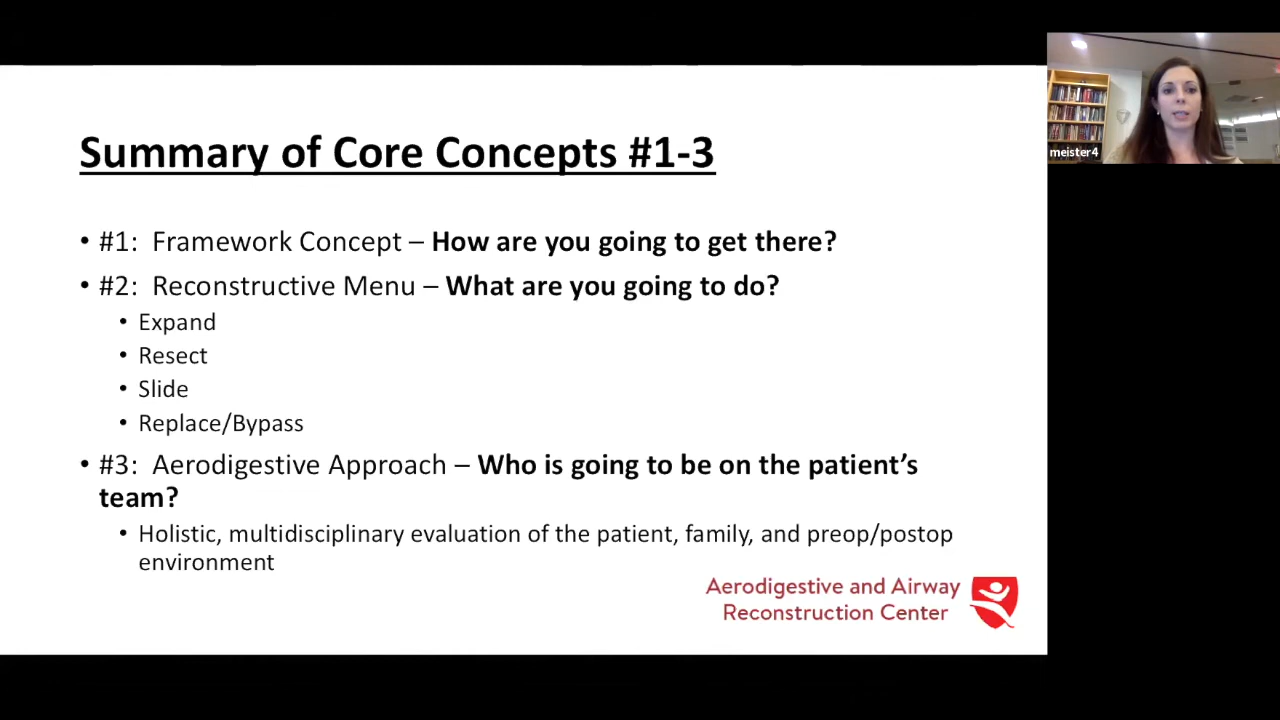 Summary of Core Concepts #1-3
• #1:  Framework Concept – How are you going to get there?
• #2:  Reconstructive Menu – What are you going to do?
• Expand
• Resect
• Slide
• Replace/Bypass
• #3:  Aerodigestive Approach – Who is going to be on the patient’s
team?
• Holistic, multidisciplinary evaluation of the patient, family, and preop/postop
environment
Aerodigestive and Airway
Reconstruction Center
meister4